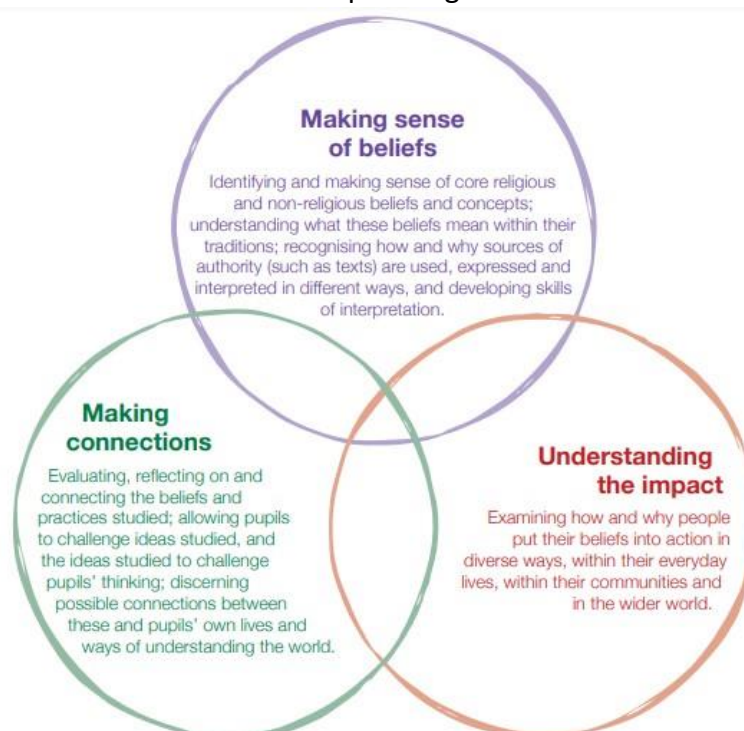 Making sense
of beliefs
Identifying and making sense of core religious
and non-religious beliefs and concepts;
understanding what these beliefs mean within their
traditions; recognising how and why sources of
authority (such as texts) are used, expressed and
interpreted in different ways, and developing skills
of interpretation.
Making
connections
Evaluating, reflecting on and
connecting the beliefs and
practices studied; allowing pupils
to challenge ideas studied, and
the ideas studied to challenge
pupils' thinking; discerning
possible connections between
these and pupils' own lives and
ways of understanding the world.
Understanding
the impact
Examining how and why people
put their beliefs into action in
diverse ways, within their everyday
lives, within their communities and
in the wider world.